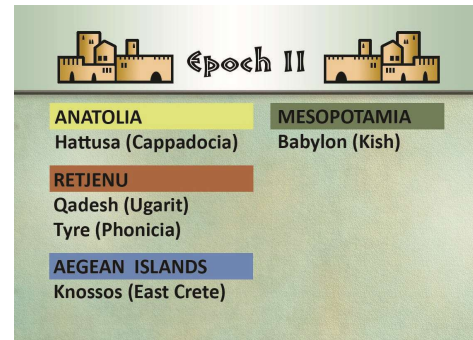 Epoch II
ANATOLIA
Hattusa (Cappadocia)
RETJENU
Qadesh (Ugarit)
Tyre (Phonicia)
AEGEAN ISLANDS
Knossos (East Crete)
MESOPOTAMIA
Babylon (Kish)